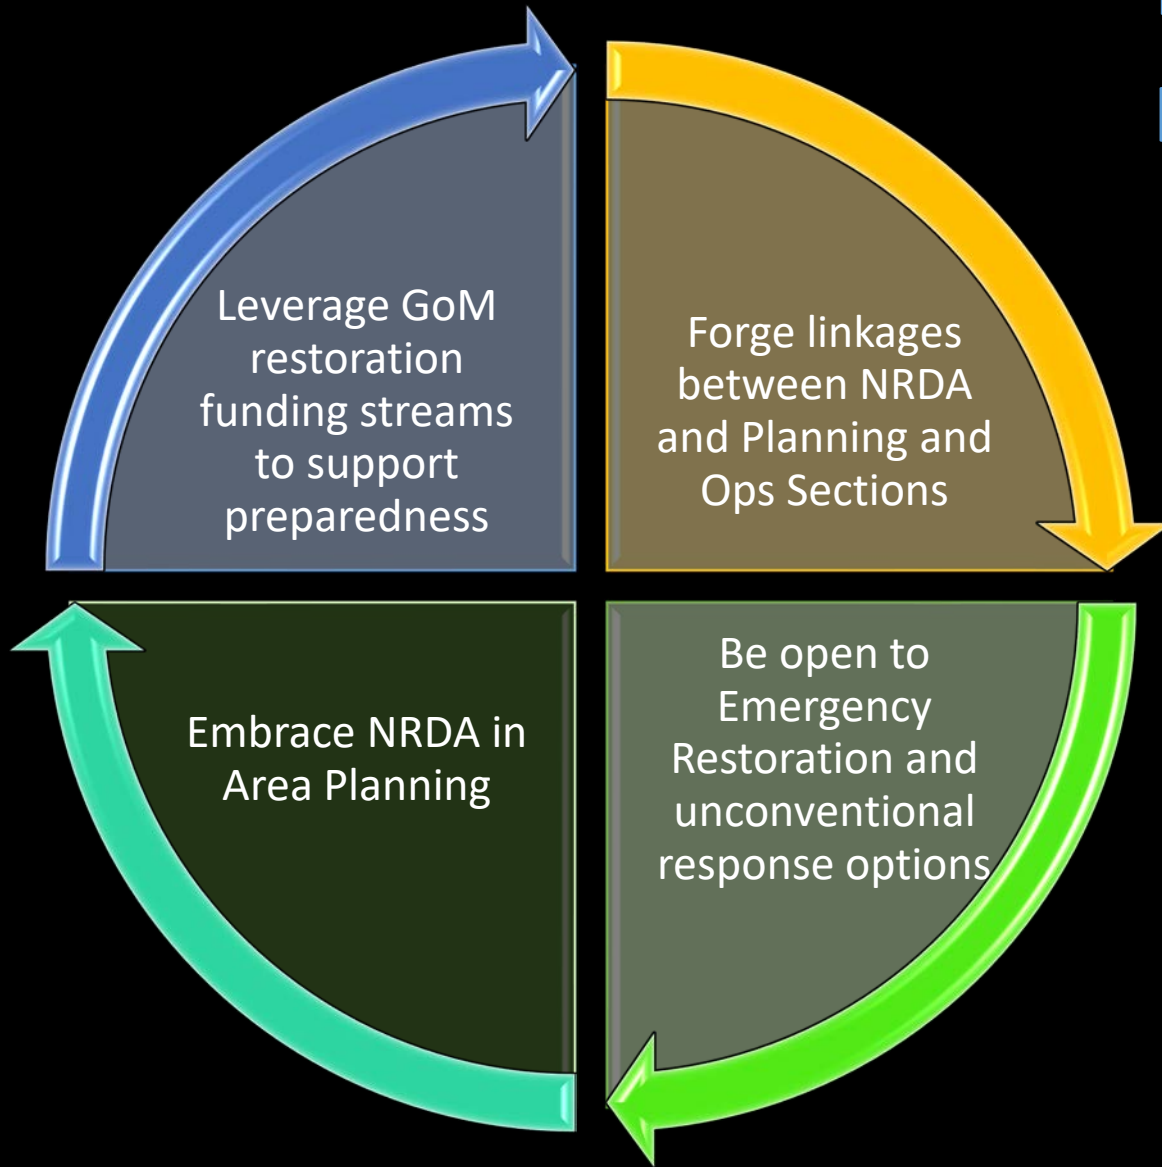 Leverage GoM
restoration
funding streams
to support
preparedness
Forge linkages
between NRDA
and Planning and
Ops Sections
Be open to
Emergency
Restoration and
unconventional
response options
Embrace NRDA in
Area Planning